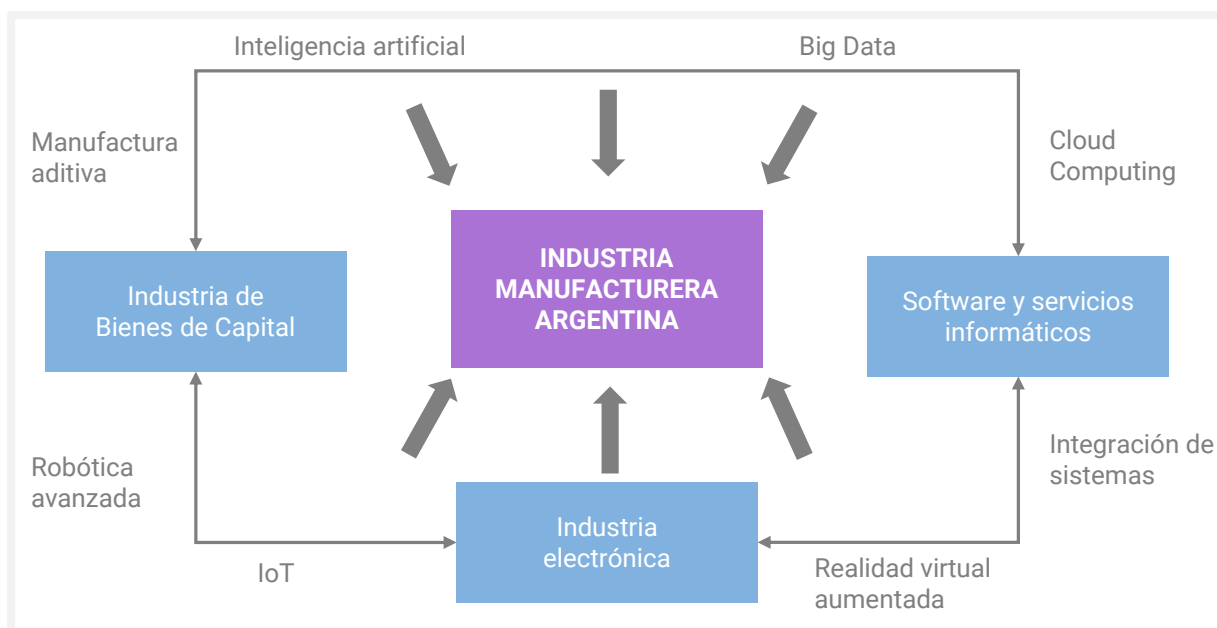 Inteligencia artificial
Big Data
Manufactura
aditiva
Cloud
Computing
INDUSTRIA
MANUFACTURERA
ARGENTINA
Industria de
Bienes de Capital
Software y servicios
informáticos
Robótica
avanzada
Integración de
sistemas
Industria
electrónica
IoT
Realidad virtual
aumentada